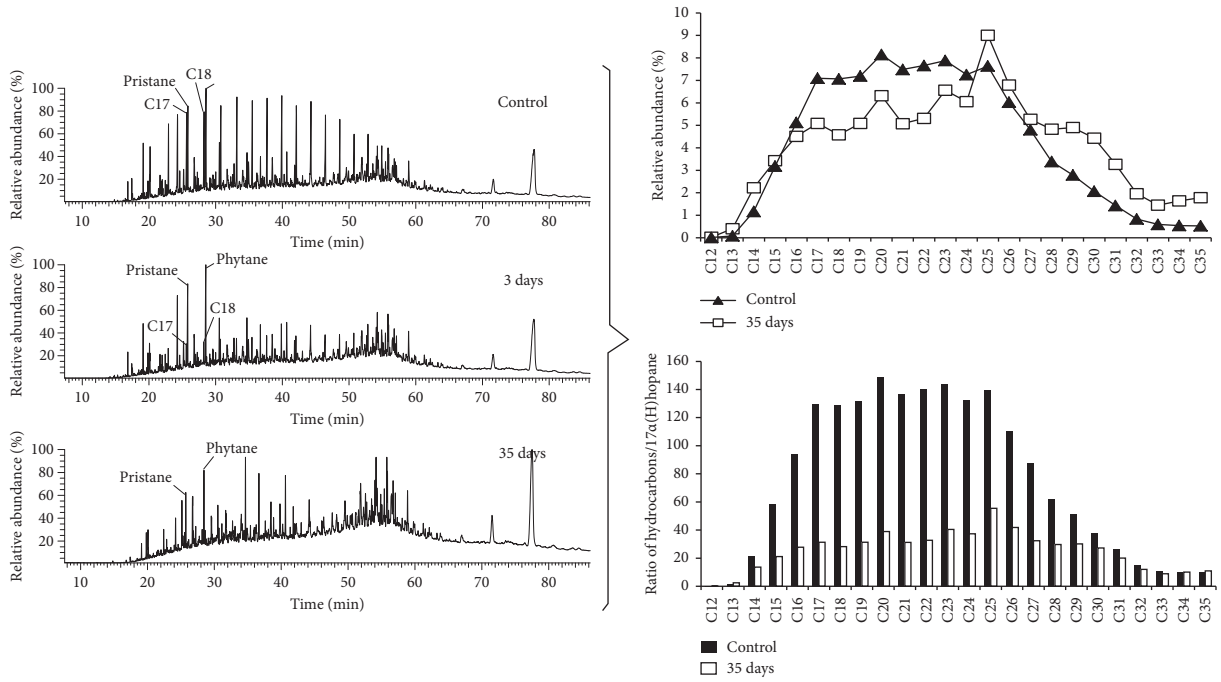 Relative abundance (%)
100
80
60
40
20
Pristane
C17
C18
Control
10 20 30 40 50 60 70 80
Time (min)
Relative abundance (%)
100
80
60
40
20
Pristane
Phytane
C17
C18
3 days
10 20 30 40 50 60 70 80
Time (min)
Relative abundance (%)
100
80
60
40
20
Pristane
Phytane
35 days
10 20 30 40 50 60 70 80
Time (min)
Relative abundance (%)
10
9
8
7
6
5
4
3
2
1
0
C12 C13 C14 C15 C16 C17 C18 C19 C20 C21 C22 C23 C24 C25 C26 C27 C28 C29 C30 C31 C32 C33 C34 C35
Control
35 days
Ratio of hydrocarbons/17α(H)hopane
160
140
120
100
80
60
40
20
0
C12 C13 C14 C15 C16 C17 C18 C19 C20 C21 C22 C23 C24 C25 C26 C27 C28 C29 C30 C31 C32 C33 C34 C35
Control
35 days